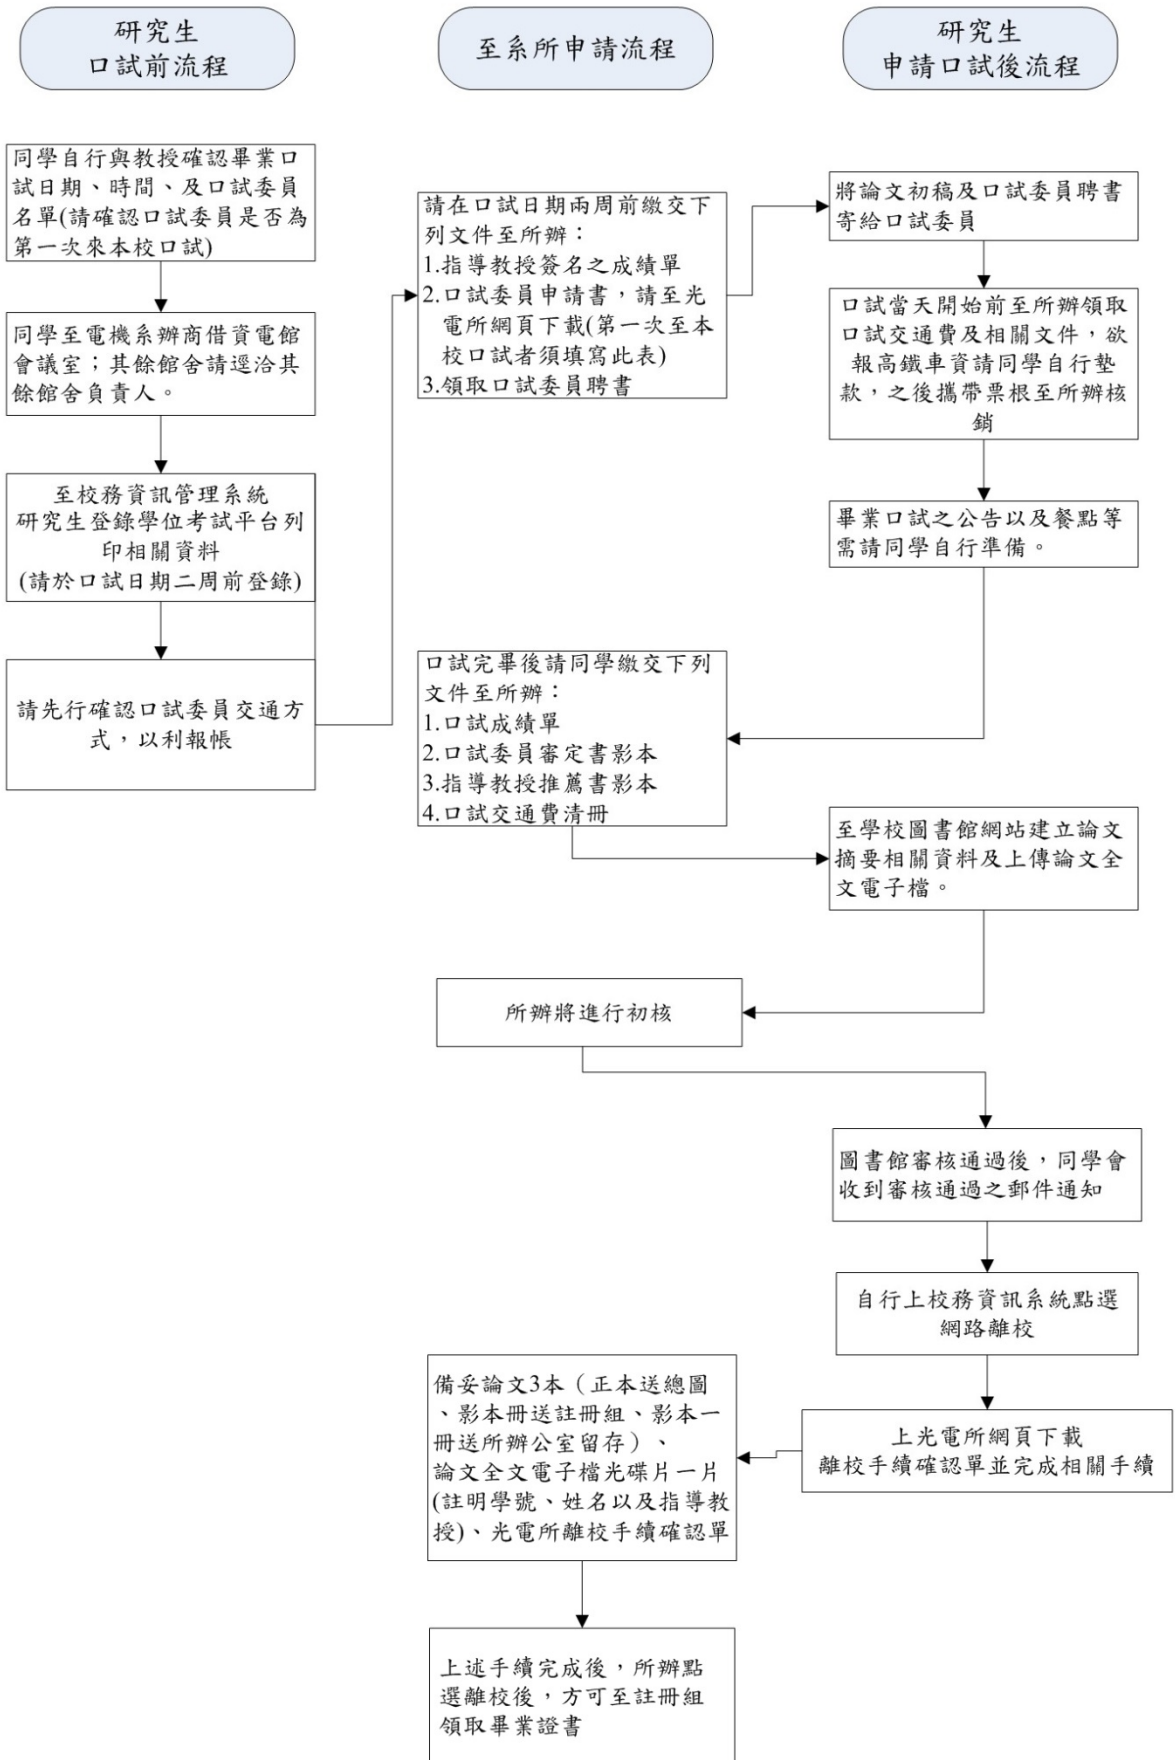 研究生
口試前流程
至系所申請流程
研究生
申請口試後流程
同學自行與教授確認畢業口
試日期、時間、及口試委員
名單(請確認口試委員是否為
第一次來本校口試)
同學至電機系辦商借資電館
會議室；其餘館舍請逕洽其
餘館舍負責人。
至校務資訊管理系統
研究生登錄學位考試平台列
印相關資料
(請於口試日期二周前登錄)
請先行確認口試委員交通方
式，以利報帳
請在口試日期兩周前繳交下
列文件至所辦：
1.指導教授簽名之成績單
2.口試委員申請書，請至光
電所網頁下載(第一次至本
校口試者須填寫此表)
3.領取口試委員聘書
將論文初稿及口試委員聘書
寄給口試委員
口試當天開始前至所辦領取
口試交通費及相關文件，欲
報高鐵車資請同學自行墊
款，之後攜帶票根至所辦核
銷
畢業口試之公告以及餐點等
需請同學自行準備。
口試完畢後請同學繳交下列
文件至所辦：
1.口試成績單
2.口試委員審定書影本
3.指導教授推薦書影本
4.口試交通費清冊
至學校圖書館網站建立論文
摘要相關資料及上傳論文全
文電子檔。
所辦將進行初核
圖書館審核通過後，同學會
收到審核通過之郵件通知
自行上校務資訊系統點選
網路離校
上光電所網頁下載
離校手續確認單並完成相關手續
備妥論文3本（正本送總圖
、影本冊送註冊組、影本一
冊送所辦公室留存）、
論文全文電子檔光碟片一片
(註明學號、姓名以及指導教
授)、光電所離校手續確認單
上述手續完成後，所辦點
選離校後，方可至註冊組
領取畢業證書